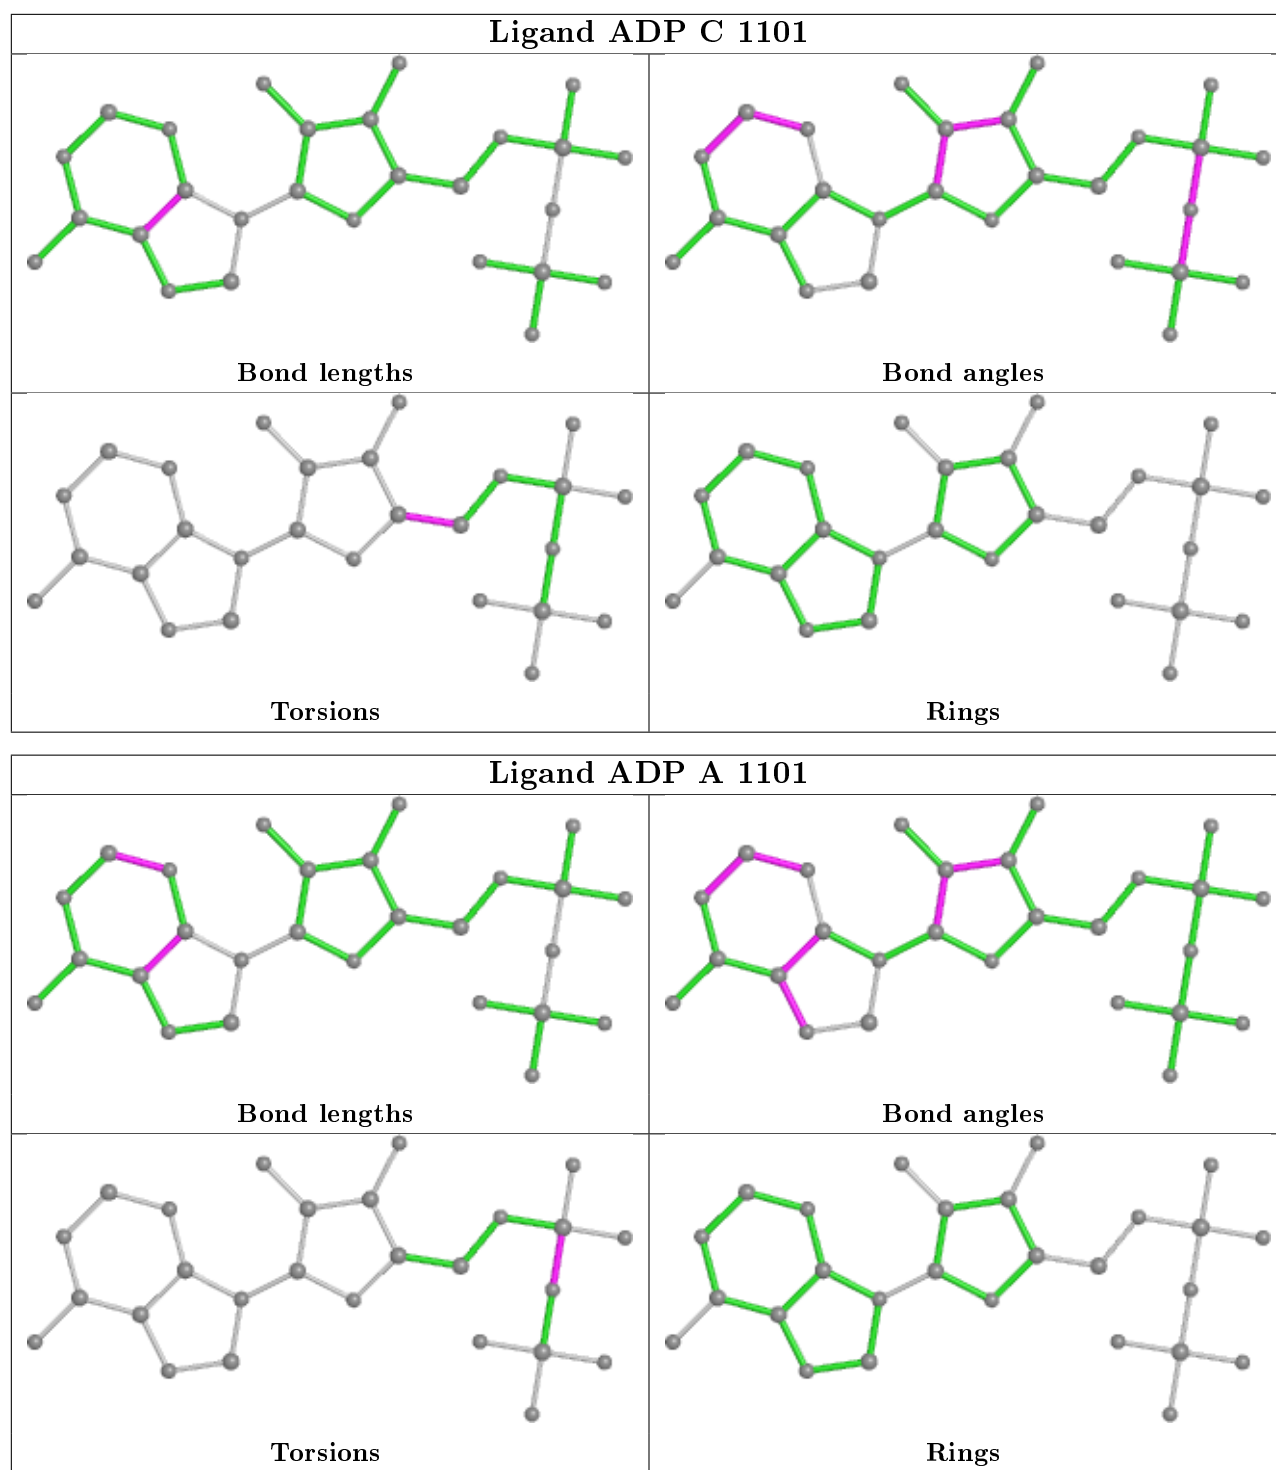 Ligand ADP C 1101
Bond lengths
Bond angles
Torsions
Rings
Ligand ADP A 1101
Bond lengths
Bond angles
Torsions
Rings